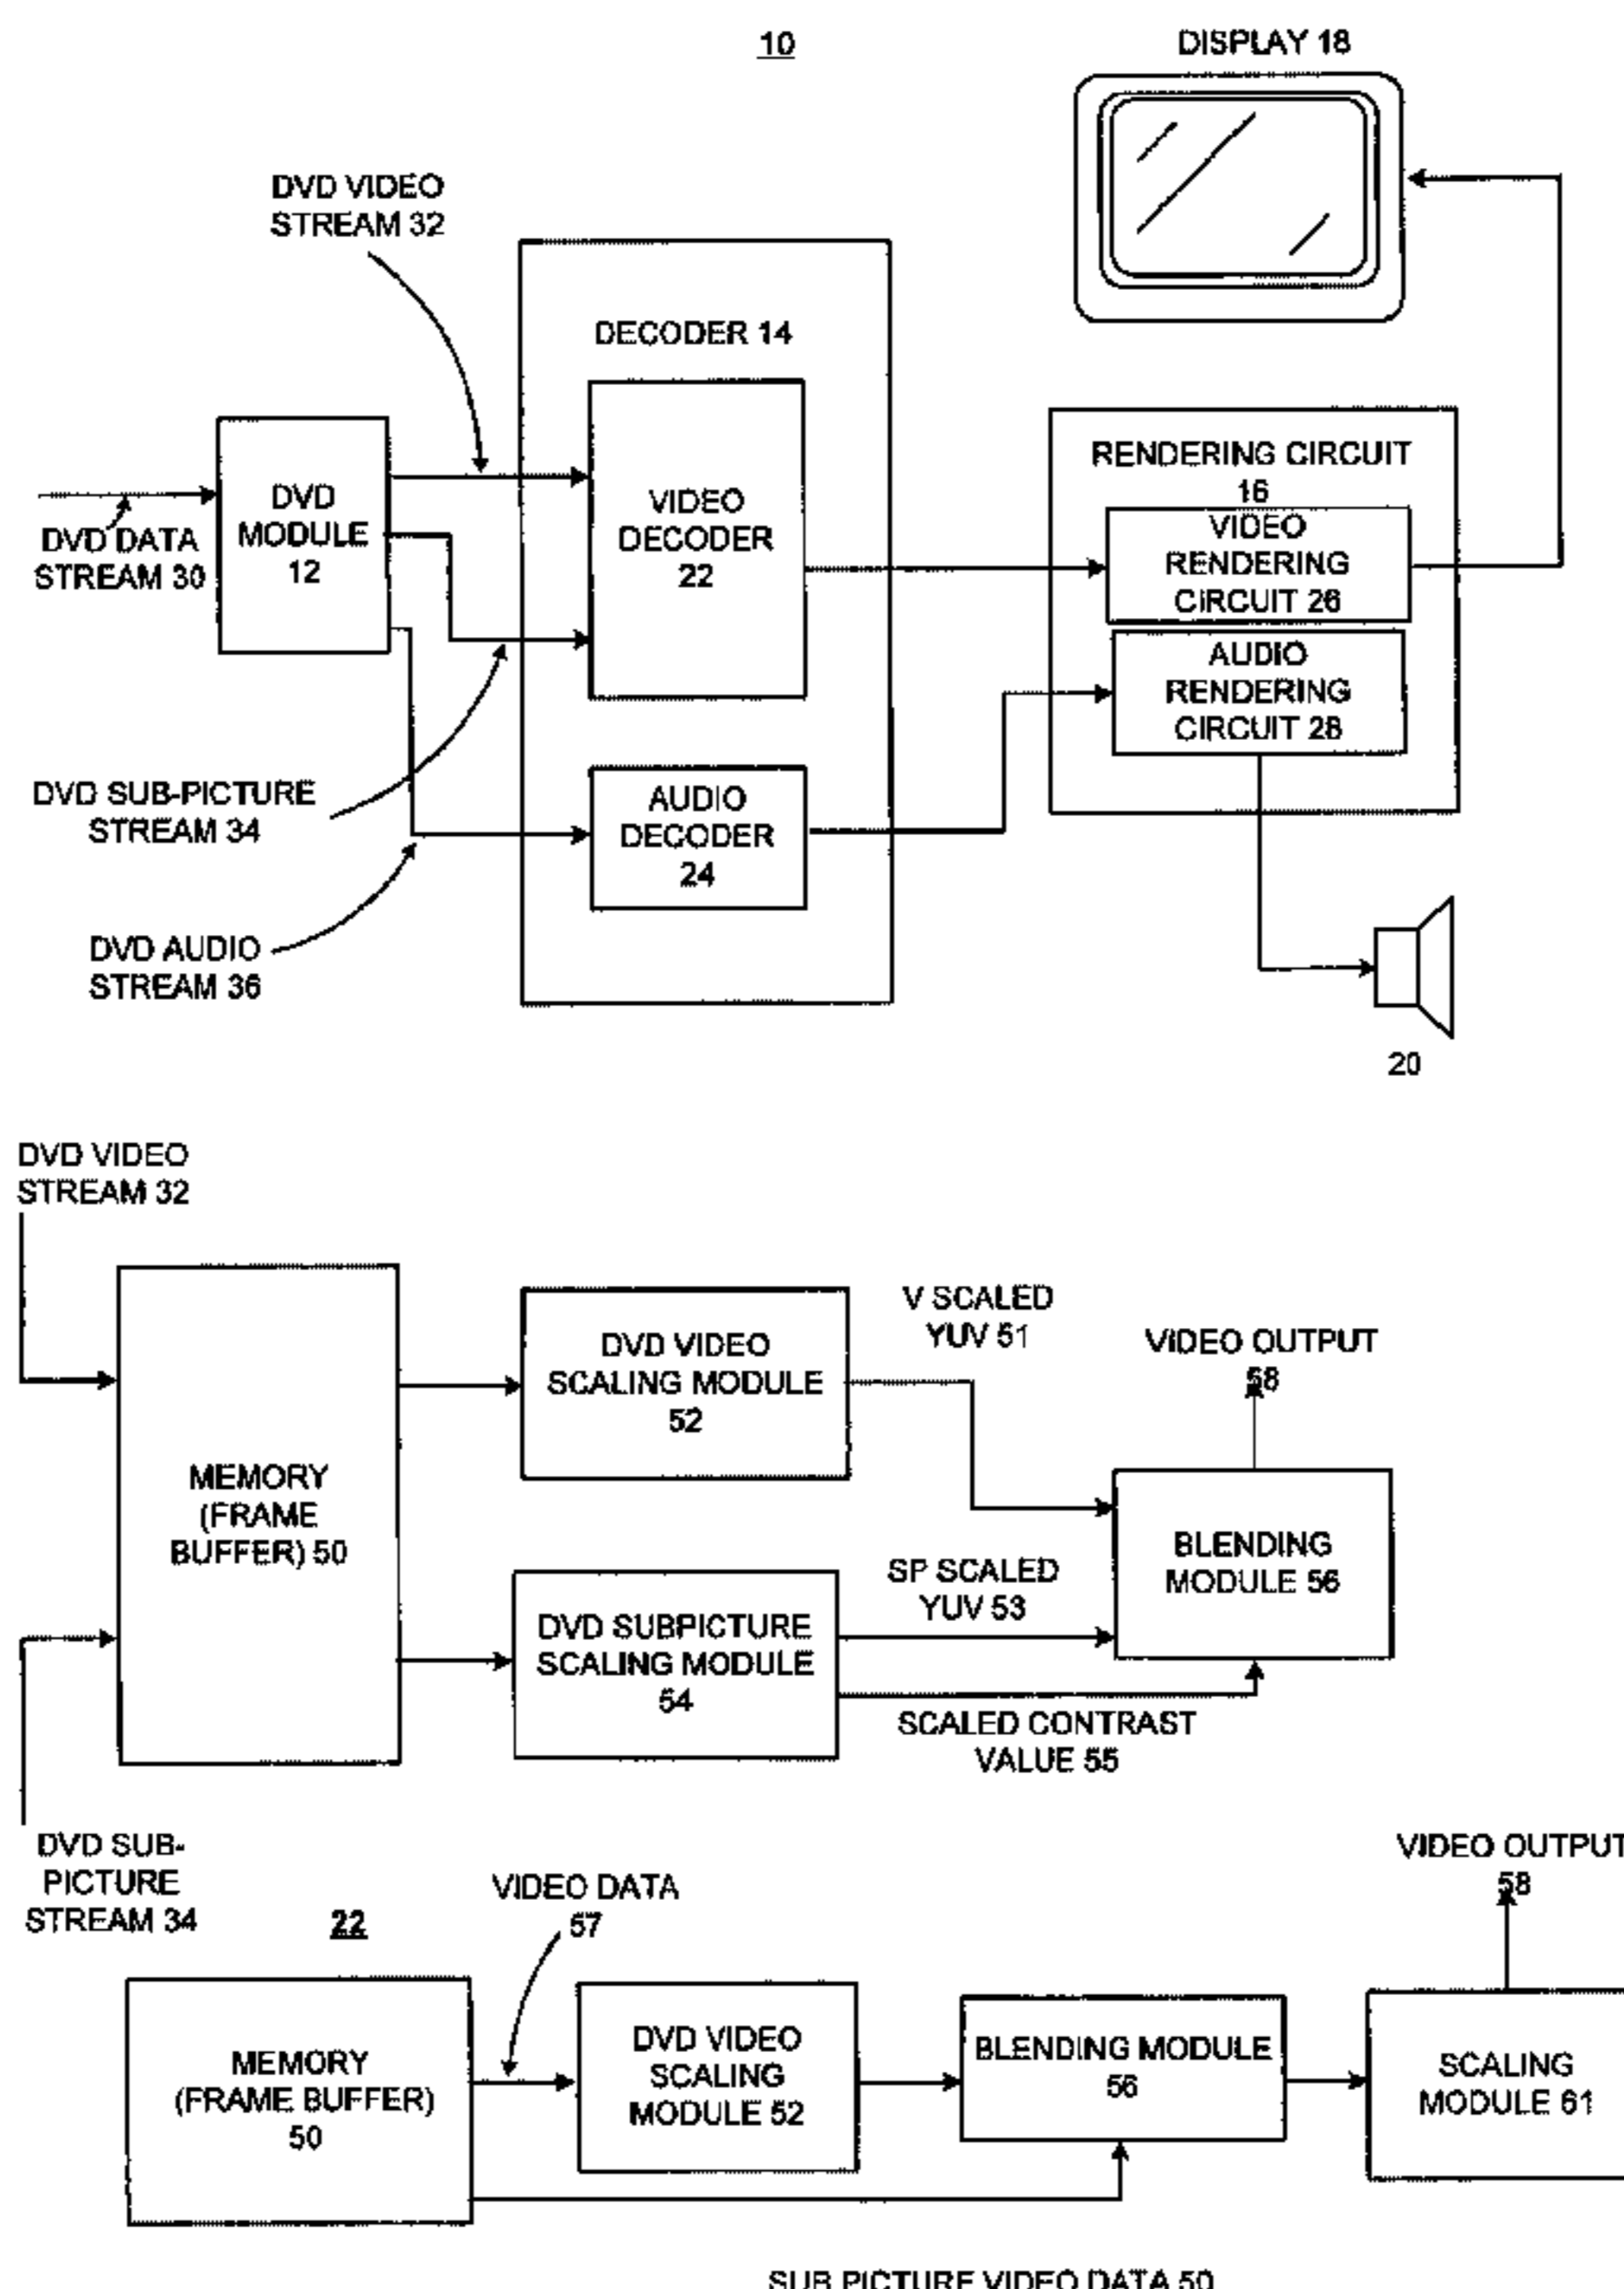 10
DISPLAY 18
DVD VIDEO
STREAM 32
DECODER 14
RENDERING CIRCUIT
16
DVD
MODULE
12
VIDEO
DECODER
22
VIDEO
RENDERING
CIRCUIT 26
DVD DATA
STREAM 30
AUDIO
RENDERING
CIRCUIT 28
DVD SUB-PICTURE
STREAM 34
AUDIO
DECODER
24
DVD AUDIO
STREAM 36
20
DVD VIDEO
STREAM 32
V SCALED
YUV 51
DVD VIDEO
SCALING MODULE
52
VIDEO OUTPUT
58
MEMORY
(FRAME
BUFFER) 50
BLENDING
MODULE 56
SP SCALED
YUV 53
DVD SUBPICTURE
SCALING MODULE
54
SCALED CONTRAST
VALUE 55
DVD SUB-
PICTURE
STREAM 34
22
VIDEO DATA
57
VIDEO OUTPUT
58
MEMORY
(FRAME BUFFER)
50
DVD VIDEO
SCALING
MODULE 52
BLENDING MODULE
56
SCALING
MODULE 61
SUB PICTURE VIDEO DATA 50